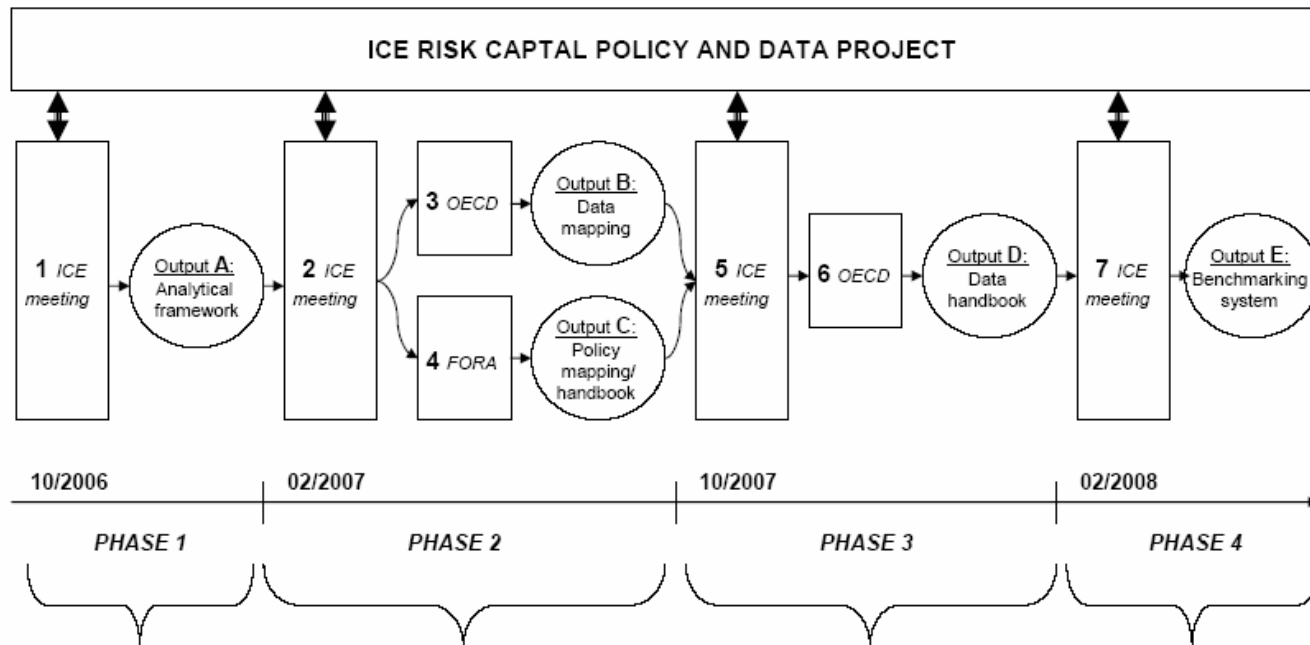 ICE RISK CAPTAL POLICY AND DATA PROJECT
1 ICE
meeting
Output A:
Analytical
framework
2 ICE
meeting
3 OECD
Output B:
Data
mapping
4 FORA
Output C:
Policy
mapping/
handbook
5 ICE
meeting
6 OECD
Output D:
Data
handbook
7 ICE
meeting
Output E:
Benchmarking
system
10/2006
02/2007
10/2007
02/2008
PHASE 1
PHASE 2
PHASE 3
PHASE 4